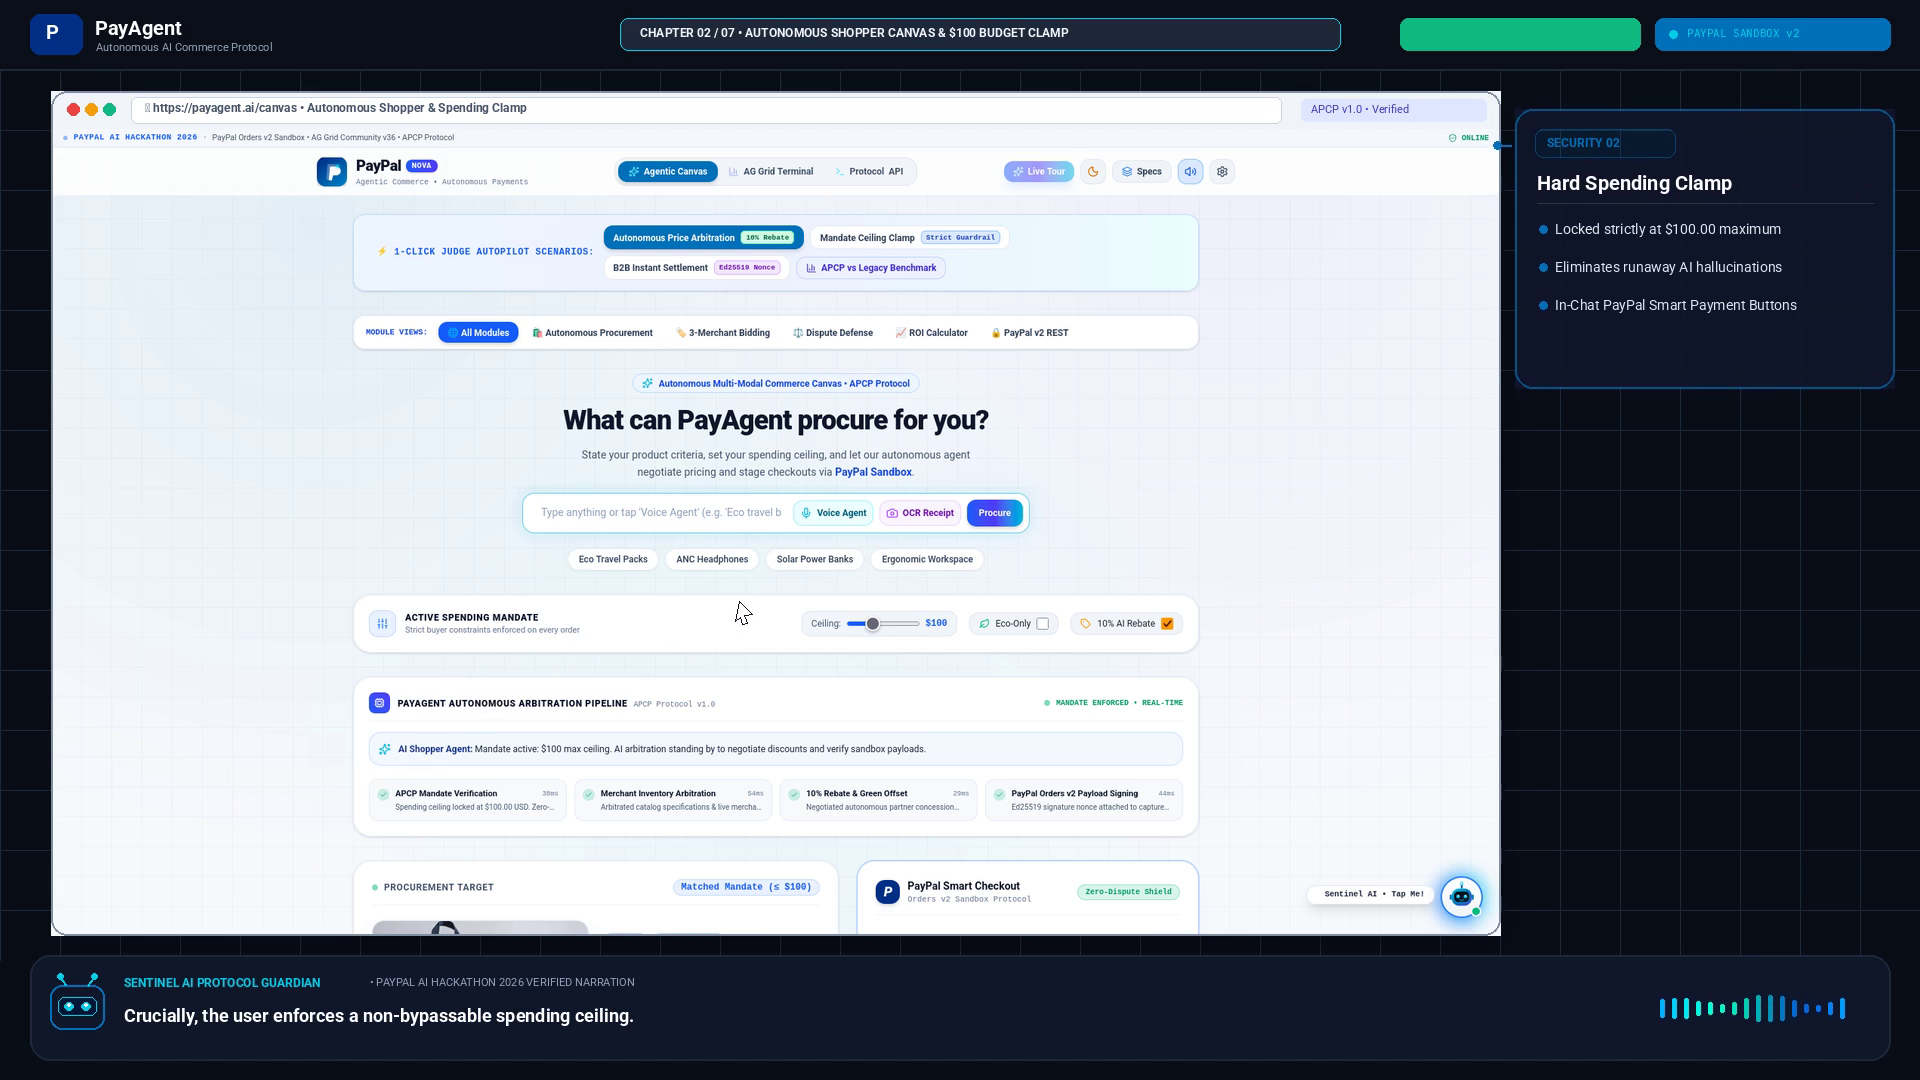 P
PayAgent
Autonomous AI Commerce Protocol
CHAPTER 02 / 07 • AUTONOMOUS SHOPPER CANVAS & $100 BUDGET CLAMP
PAYPAL SANDBOX v2
https://payagent.ai/canvas • Autonomous Shopper & Spending Clamp
APCP v1.0 • Verified
PAYPAL AI HACKATHON 2026 · PayPal Orders v2 Sandbox • AG Grid Community v36 • APCP Protocol
ONLINE
PayPal NOVA
Agentic Commerce • Autonomous Payments
Agentic Canvas
AG Grid Terminal
Protocol API
Live Tour
Specs
⚡ 1-CLICK JUDGE AUTOPILOT SCENARIOS:
Autonomous Price Arbitration 10% Rebate
Mandate Ceiling Clamp Strict Guardrail
B2B Instant Settlement Ed25519 Nonce
APCP vs Legacy Benchmark
MODULE VIEWS:
All Modules
Autonomous Procurement
3-Merchant Bidding
Dispute Defense
ROI Calculator
PayPal v2 REST
Autonomous Multi-Modal Commerce Canvas • APCP Protocol
What can PayAgent procure for you?
State your product criteria, set your spending ceiling, and let our autonomous agent
negotiate pricing and stage checkouts via PayPal Sandbox.
Type anything or tap 'Voice Agent' (e.g. 'Eco travel b
Voice Agent
OCR Receipt
Procure
Eco Travel Packs
ANC Headphones
Solar Power Banks
Ergonomic Workspace
ACTIVE SPENDING MANDATE
Strict buyer constraints enforced on every order
Ceiling: $100
Eco-Only
10% AI Rebate
PAYAGENT AUTONOMOUS ARBITRATION PIPELINE APCP Protocol v1.0
MANDATE ENFORCED • REAL-TIME
AI Shopper Agent: Mandate active: $100 max ceiling. AI arbitration standing by to negotiate discounts and verify sandbox payloads.
APCP Mandate Verification 38ms
Spending ceiling locked at $100.00 USD. Zero-...
Merchant Inventory Arbitration 54ms
Arbitrated catalog specifications & live mercha...
10% Rebate & Green Offset 29ms
Negotiated autonomous partner concession...
PayPal Orders v2 Payload Signing 44ms
Ed25519 signature nonce attached to capture...
PROCUREMENT TARGET
Matched Mandate (≤ $100)
P
PayPal Smart Checkout
Orders v2 Sandbox Protocol
Zero-Dispute Shield
Sentinel AI • Tap Me!
SECURITY 02
Hard Spending Clamp
Locked strictly at $100.00 maximum
Eliminates runaway AI hallucinations
In-Chat PayPal Smart Payment Buttons
SENTINEL AI PROTOCOL GUARDIAN
• PAYPAL AI HACKATHON 2026 VERIFIED NARRATION
Crucially, the user enforces a non-bypassable spending ceiling.